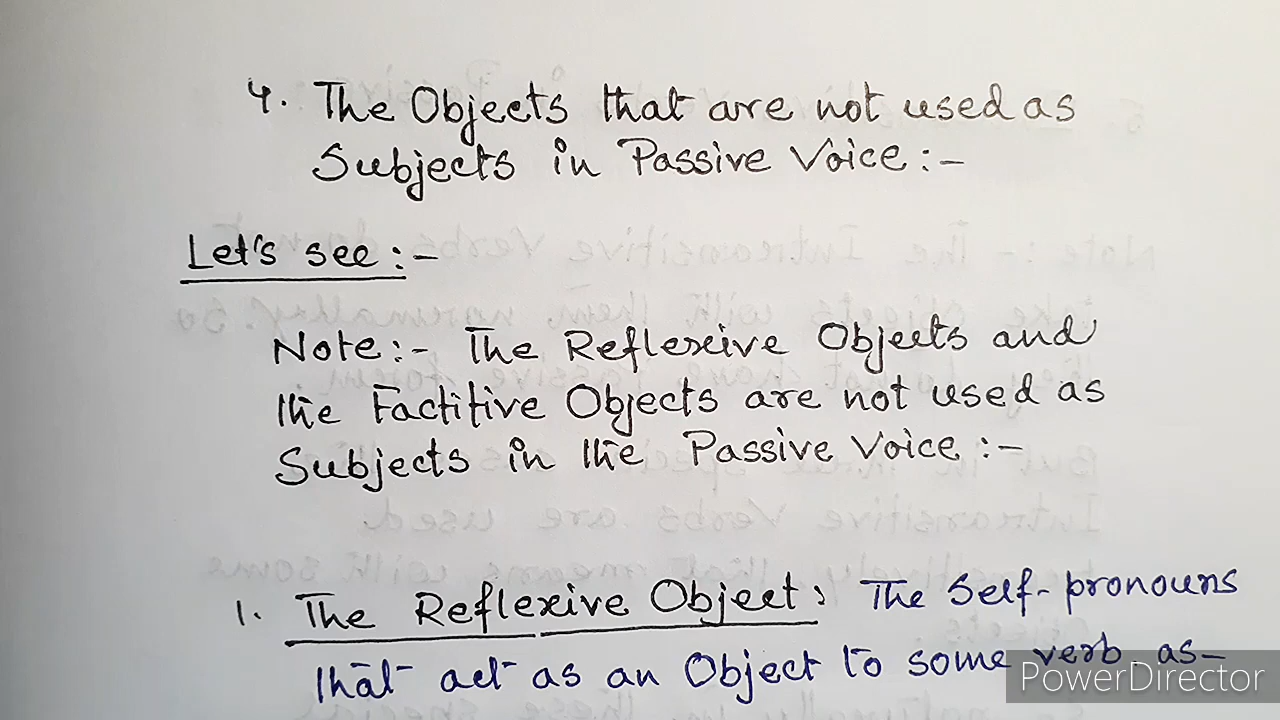 4. The Objects that are not used as
Subjects in Passive Voice :-
Let's see :-
Note :- The Reflexive Objects and
the Factitive Objects are not used as
Subjects in the Passive Voice :-
1. The Reflexive Object: The Self-pronouns
that act as an Object to some verb as-
PowerDirector